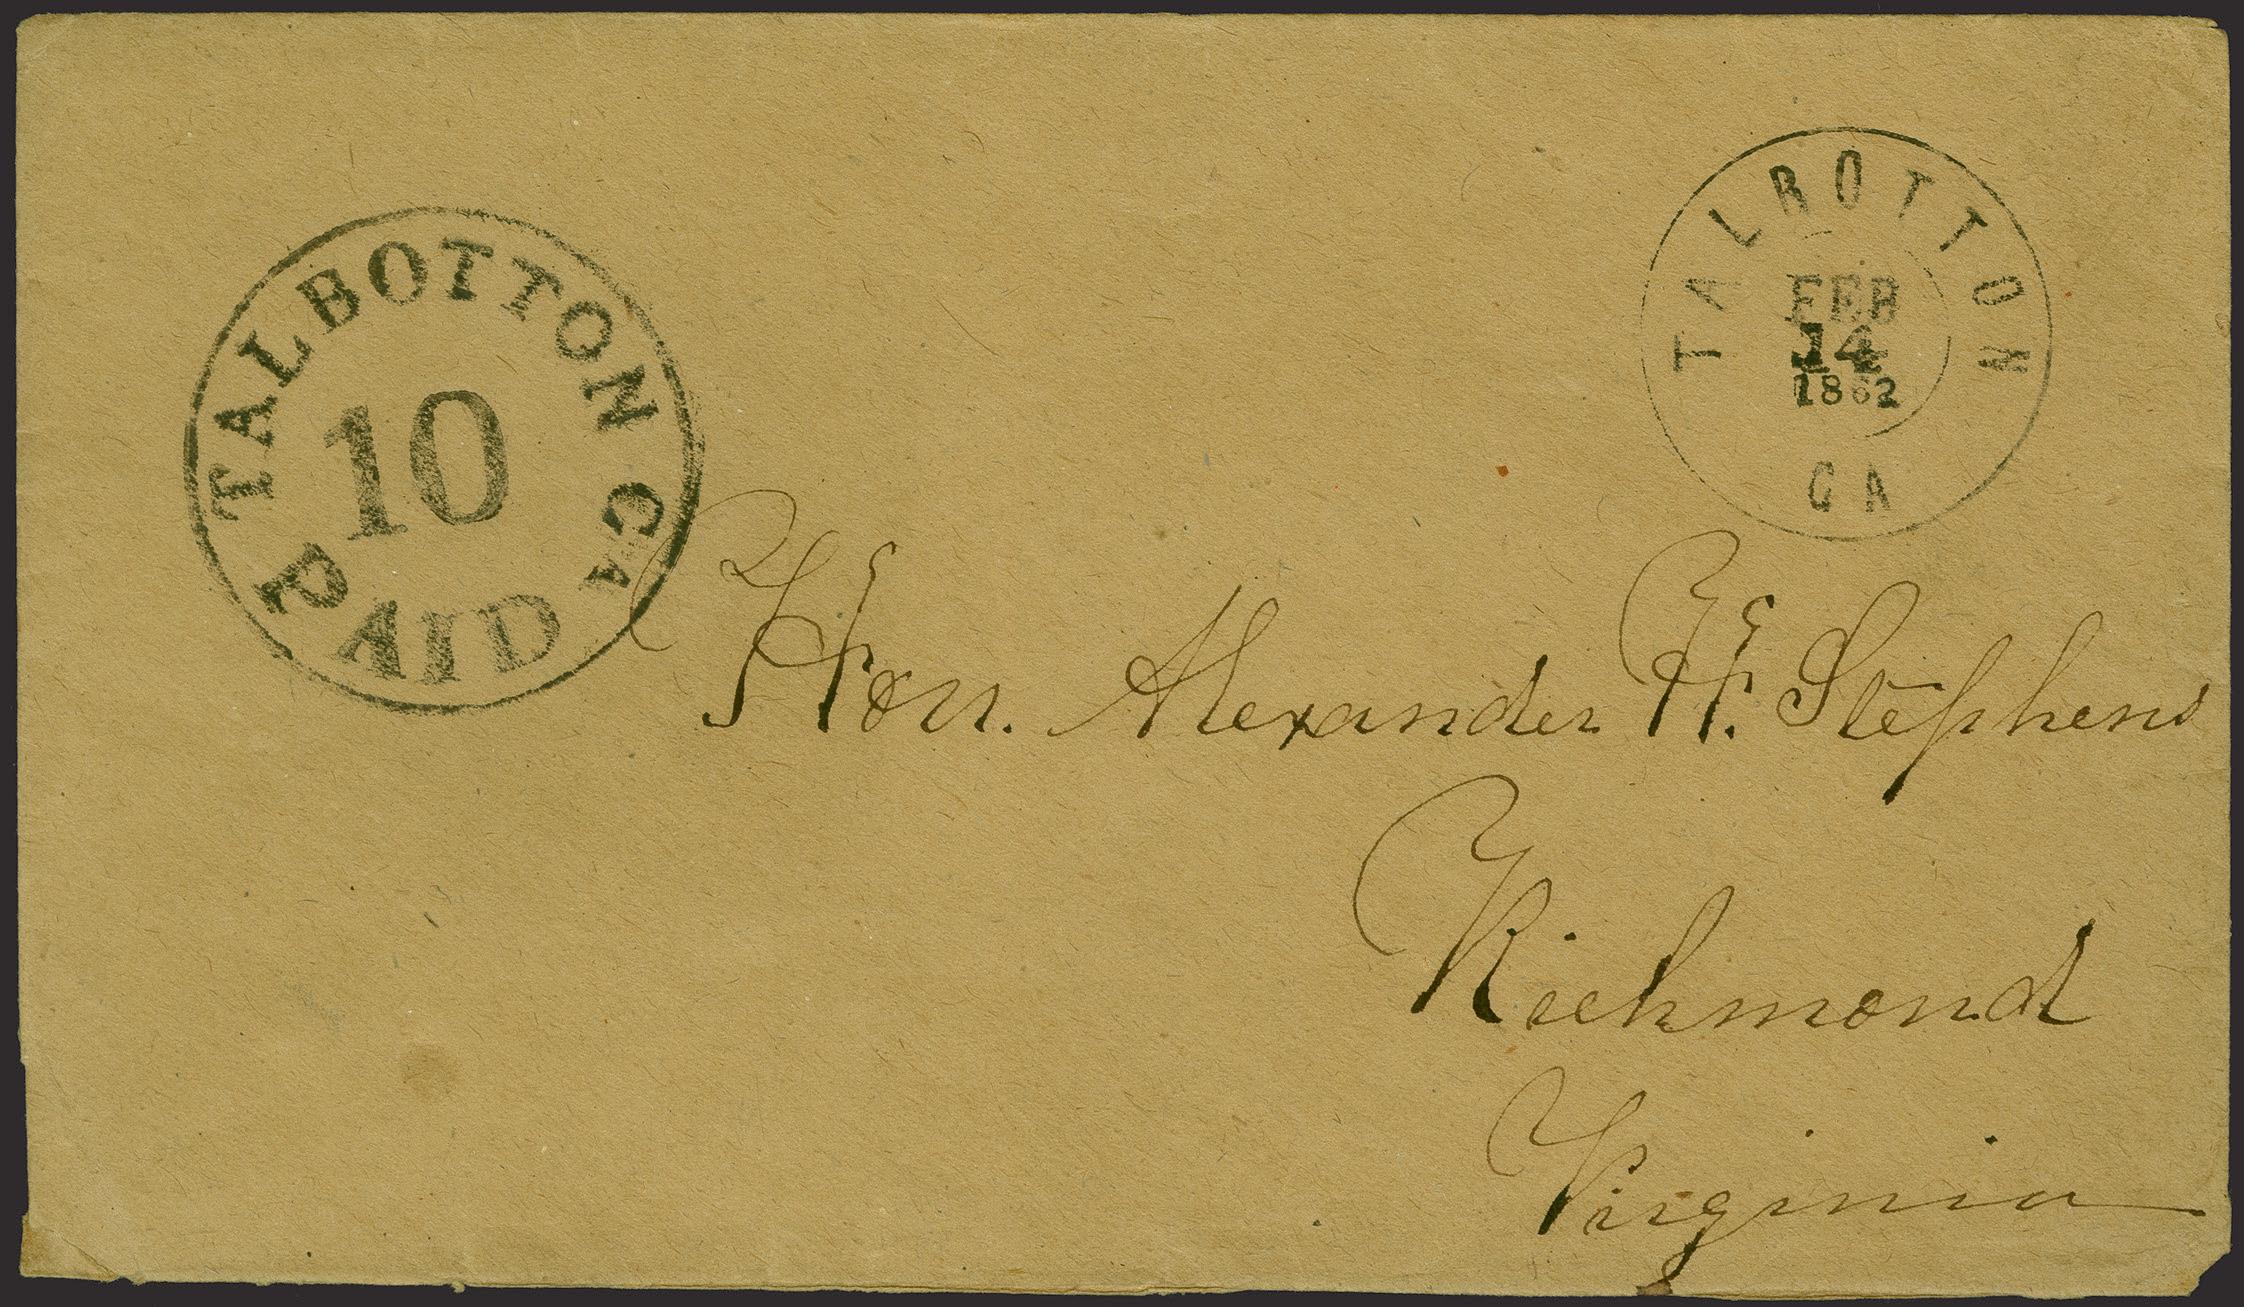 TALBOTTON GA
10
PAID
TALBOTTON
FEB
14
1862
GA
Hon. Alexander H. Stephens
Richmond
Virginia